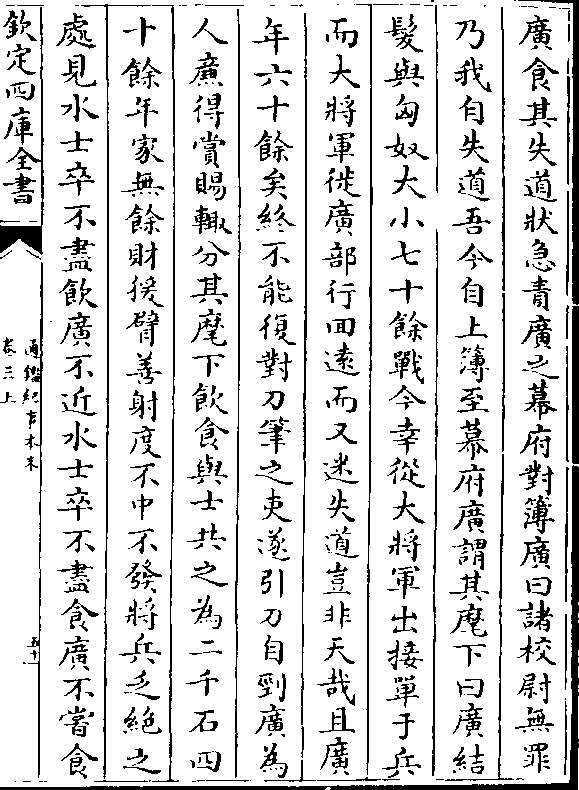 廣食其失道狀急責廣之幕府對簿廣曰諸校尉無罪
乃我自失道吾今自上簿至幕府廣謂其麾下曰廣結
髮與匈奴大小七十餘戰今幸從大將軍出接單于兵
而大將軍徙廣部行回遠而又迷失道豈非天哉且廣
年六十餘矣終不能復對刀筆之吏遂引刀自剄廣為
人亷得賞賜輙分其麾下飲食與士共之為二千石四
十餘年家無餘財猨臂善射度不中不發將兵乏絶之
處見水士卒不盡飲廣不近水士卒不盡食廣不嘗食
欽定四庫全書
通鑑紀事本末
卷三上
五十